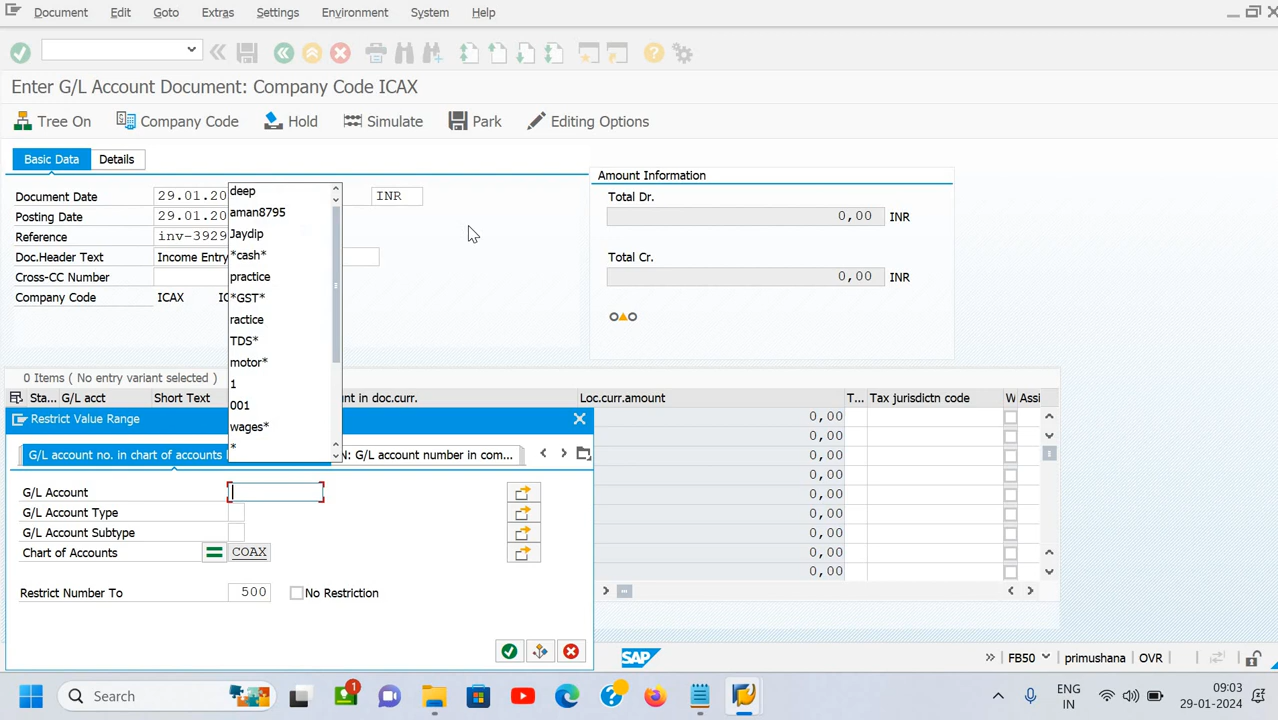 Document Edit Goto Extras Settings Environment System Help
Enter G/L Account Document: Company Code ICAX
Tree On Company Code Hold Simulate Park Editing Options
Basic Data Details
Document Date 29.01.20 INR
Posting Date 29.01.20
Reference inv-3929
Doc.Header Text Income Entry
Cross-CC Number
Company Code ICAX
deep
aman8795
Jaydip
*cash*
practice
*GST*
ractice
TDS*
motor*
1
001
wages*
*
Amount Information
Total Dr.
0,00 INR
Total Cr.
0,00 INR
0 Items ( No entry variant selected )
Sta... G/L acct Short Text nt in doc.curr. Loc.curr.amount T... Tax jurisdictn code W Assi
0,00
0,00
0,00
0,00
0,00
0,00
0,00
0,00
0,00
Restrict Value Range
G/L account no. in chart of accounts N: G/L account number in com...
G/L Account
G/L Account Type
G/L Account Subtype
Chart of Accounts COAX
Restrict Number To 500 No Restriction
SAP FB50 primushana OVR
Search 1 ENG 09:03
IN 29-01-2024